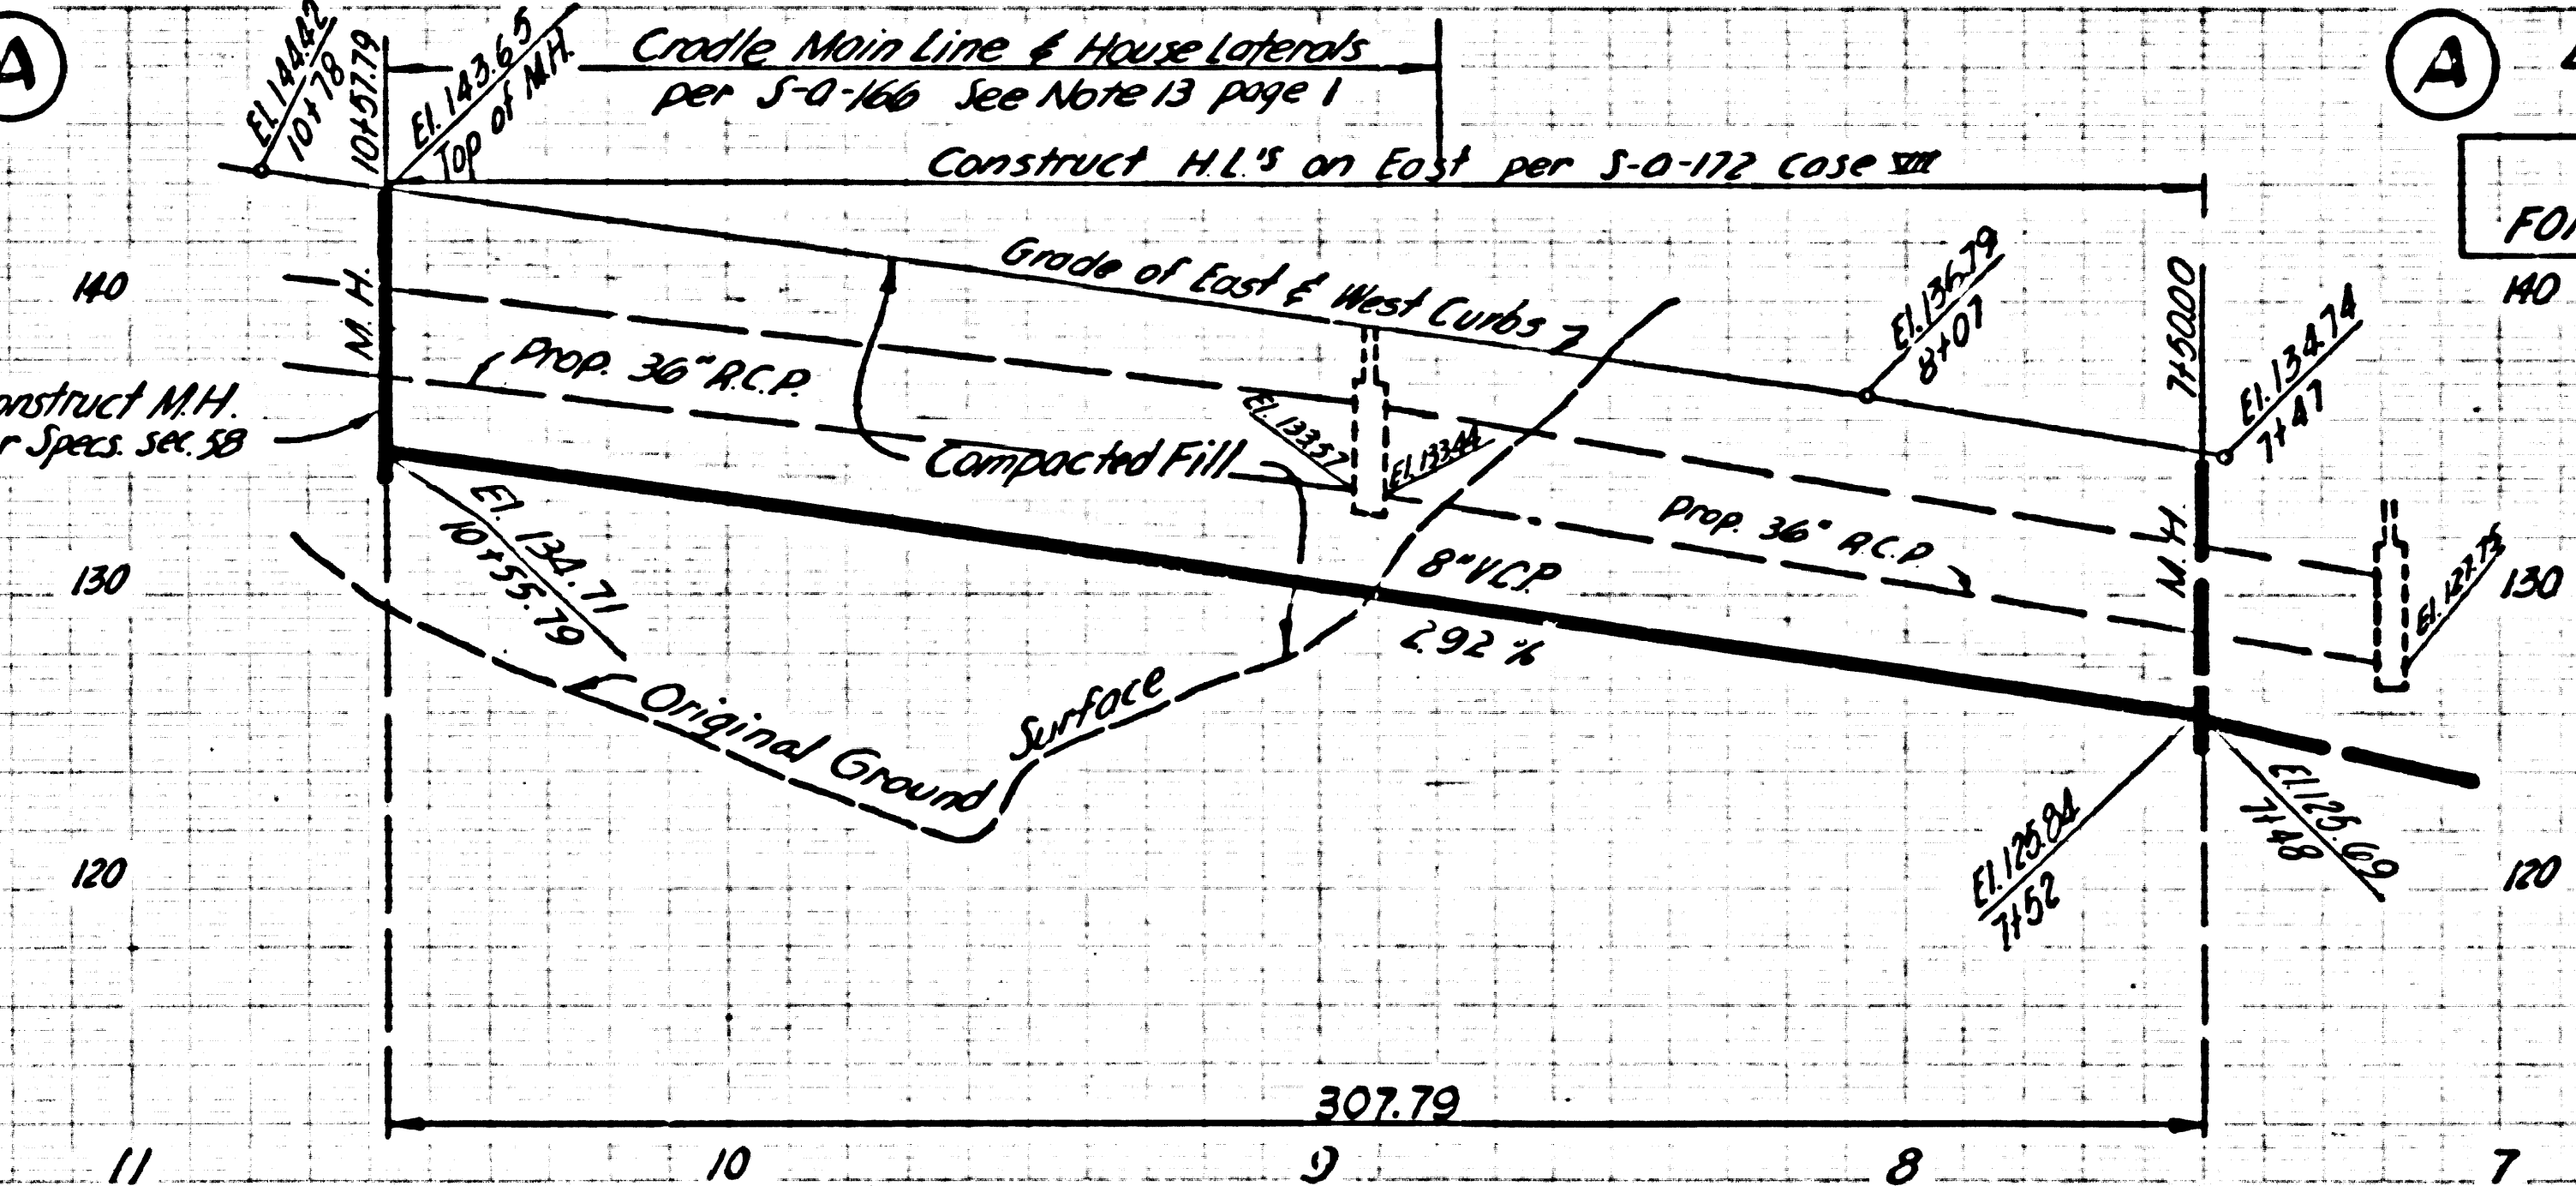 A
El. 144.42
10+78
10+57.79
El. 143.65
Top of M.H.
Cradle Main Line & House Laterals
per S-a-166 See Note 13 page 1
A
Construct H.L.'s on East per S-a-172 Case VIII
140
M. H.
Grade of East & West Curbs
El. 136.79
8+07
7+50.00
El. 134.74
7+47
140
Prop. 36" R.C.P.
onstruct M.H.
r Specs. Sec. 58
Compacted Fill
El. 133.57
El. 133.44
Prop. 36" R.C.P.
M. H.
El. 127.75
130
El. 134.71
10+55.79
8" V.C.P.
2.92 %
130
Original Ground Surface
120
El. 125.84
7+52
El. 125.69
7+48
120
307.79
11 10 9 8 7